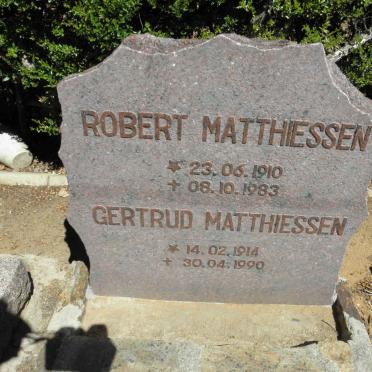 ROBERT MATTHIESSEN
* 23.06.1910
+ 08.10.1983
GERTRUD MATTHIESSEN
* 14.02.1914
+ 30.04.1990